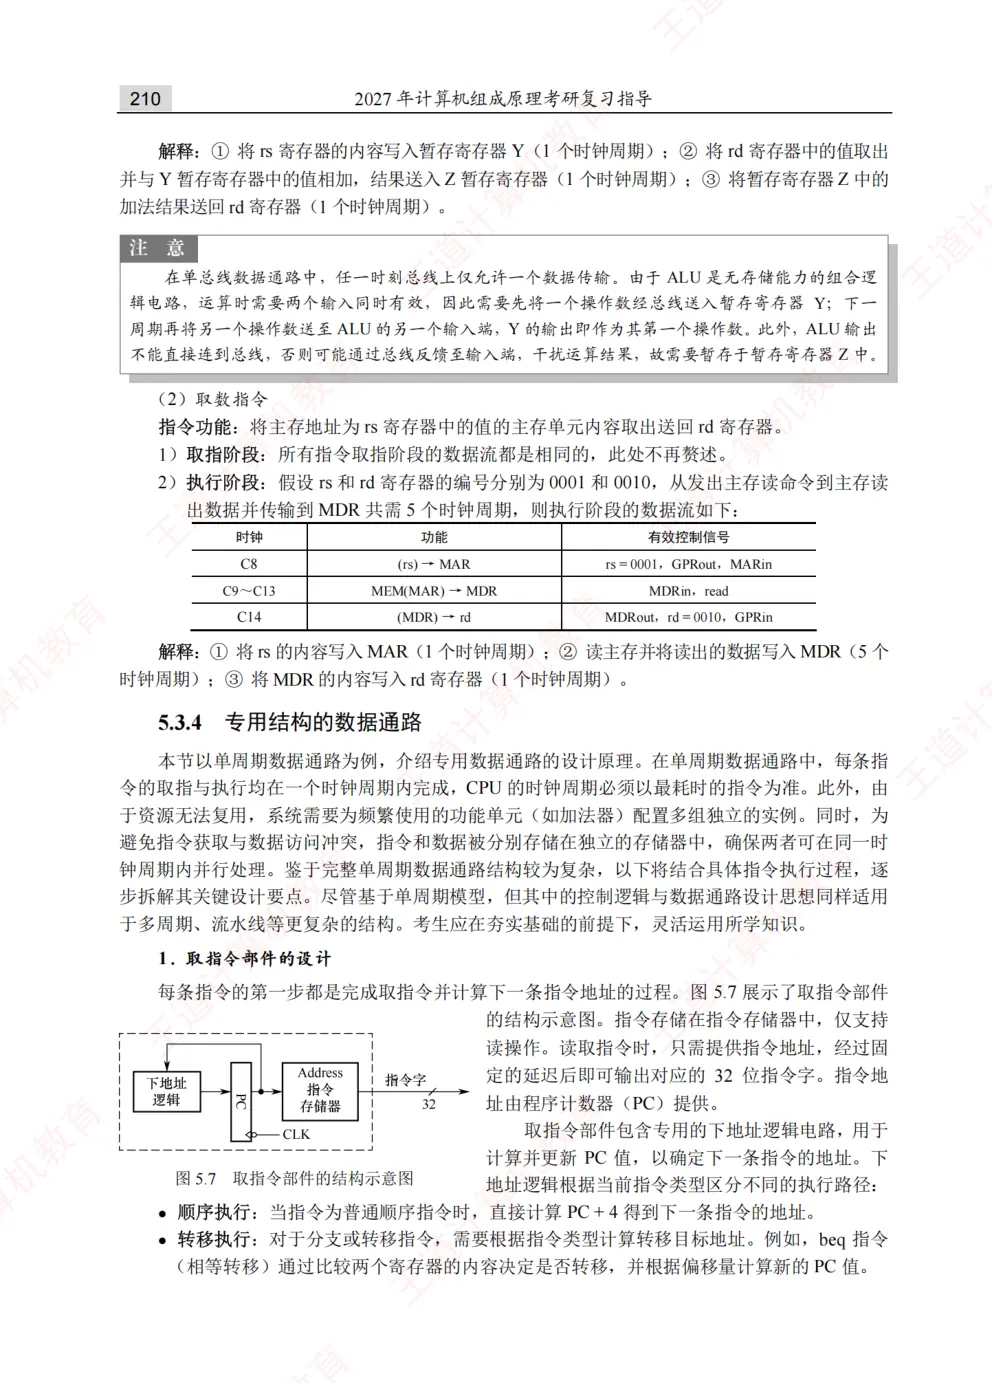 210
2027 年计算机组成原理考研复习指导
解释：① 将 rs 寄存器的内容写入暂存寄存器 Y（1 个时钟周期）；② 将 rd 寄存器中的值取出
并与 Y 暂存寄存器中的值相加，结果送入 Z 暂存寄存器（1 个时钟周期）；③ 将暂存寄存器 Z 中的
加法结果送回 rd 寄存器（1 个时钟周期）。
注 意
在单总线数据通路中，任一时刻总线上仅允许一个数据传输。由于 ALU 是无存储能力的组合逻
辑电路，运算时需要两个输入同时有效，因此需要先将一个操作数经总线送入暂存寄存器 Y；下一
周期再将另一个操作数送至 ALU 的另一个输入端，Y 的输出即作为其第一个操作数。此外，ALU 输出
不能直接连到总线，否则可能通过总线反馈至输入端，干扰运算结果，故需要暂存于暂存寄存器 Z 中。
（2）取数指令
指令功能：将主存地址为 rs 寄存器中的值的主存单元内容取出送回 rd 寄存器。
1）取指阶段：所有指令取指阶段的数据流都是相同的，此处不再赘述。
2）执行阶段：假设 rs 和 rd 寄存器的编号分别为 0001 和 0010，从发出主存读命令到主存读
出数据并传输到 MDR 共需 5 个时钟周期，则执行阶段的数据流如下：
时钟 功能 有效控制信号
C8 (rs) → MAR rs = 0001，GPRout，MARin
C9～C13 MEM(MAR) → MDR MDRin，read
C14 (MDR) → rd MDRout，rd = 0010，GPRin
解释：① 将 rs 的内容写入 MAR（1 个时钟周期）；② 读主存并将读出的数据写入 MDR（5 个
时钟周期）；③ 将 MDR 的内容写入 rd 寄存器（1 个时钟周期）。
5.3.4 专用结构的数据通路
本节以单周期数据通路为例，介绍专用数据通路的设计原理。在单周期数据通路中，每条指
令的取指与执行均在一个时钟周期内完成，CPU 的时钟周期必须以最耗时的指令为准。此外，由
于资源无法复用，系统需要为频繁使用的功能单元（如加法器）配置多组独立的实例。同时，为
避免指令获取与数据访问冲突，指令和数据被分别存储在独立的存储器中，确保两者可在同一时
钟周期内并行处理。鉴于完整单周期数据通路结构较为复杂，以下将结合具体指令执行过程，逐
步拆解其关键设计要点。尽管基于单周期模型，但其中的控制逻辑与数据通路设计思想同样适用
于多周期、流水线等更复杂的结构。考生应在夯实基础的前提下，灵活运用所学知识。
1．取指令部件的设计
每条指令的第一步都是完成取指令并计算下一条指令地址的过程。图 5.7 展示了取指令部件
的结构示意图。指令存储在指令存储器中，仅支持
读操作。读取指令时，只需提供指令地址，经过固
定的延迟后即可输出对应的 32 位指令字。指令地
址由程序计数器（PC）提供。
取指令部件包含专用的下地址逻辑电路，用于
计算并更新 PC 值，以确定下一条指令的地址。下
地址逻辑根据当前指令类型区分不同的执行路径：
下地址
逻辑
PC
Address
指令
存储器
指令字
32
CLK
图 5.7 取指令部件的结构示意图
● 顺序执行：当指令为普通顺序指令时，直接计算 PC + 4 得到下一条指令的地址。
● 转移执行：对于分支或转移指令，需要根据指令类型计算转移目标地址。例如，beq 指令
（相等转移）通过比较两个寄存器的内容决定是否转移，并根据偏移量计算新的 PC 值。
王道计算机教育